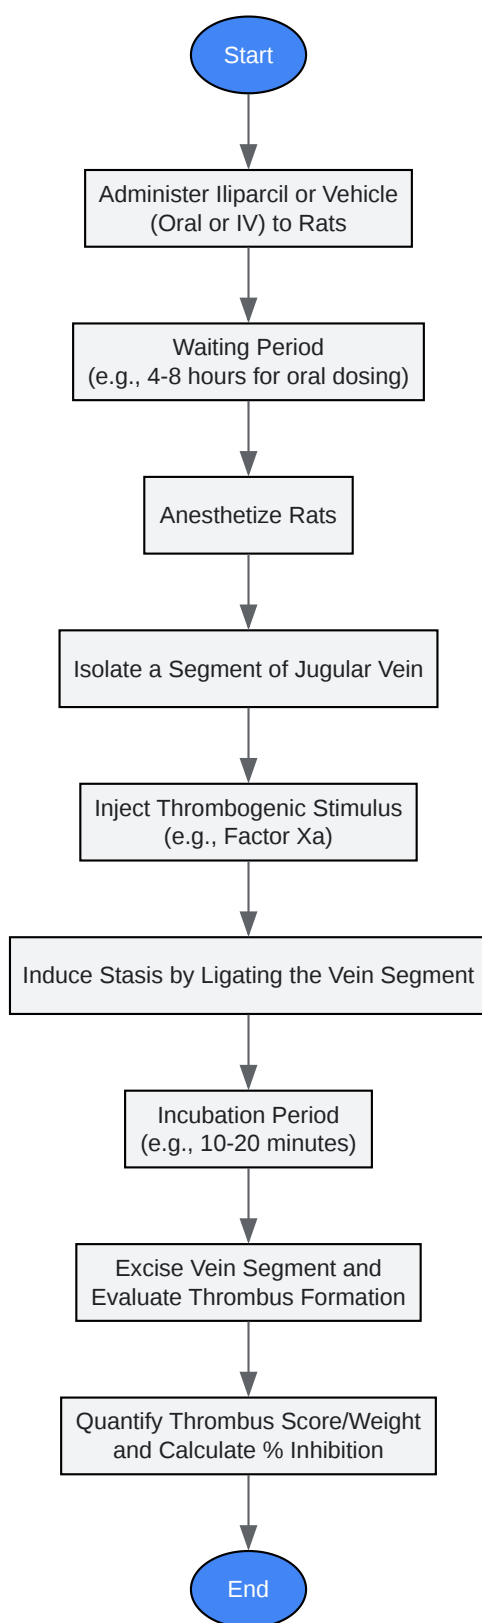 Start
Administer Iliparcil or Vehicle
(Oral or IV) to Rats
Waiting Period
(e.g., 4-8 hours for oral dosing)
Anesthetize Rats
Isolate a Segment of Jugular Vein
Inject Thrombogenic Stimulus
(e.g., Factor Xa)
Induce Stasis by Ligating the Vein Segment
Incubation Period
(e.g., 10-20 minutes)
Excise Vein Segment and
Evaluate Thrombus Formation
Quantify Thrombus Score/Weight
and Calculate % Inhibition
End